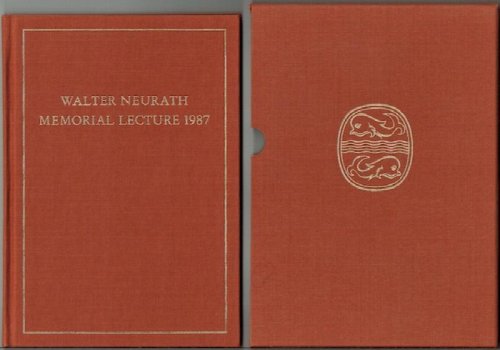 WALTER NEURATH
MEMORIAL LECTURE 1987